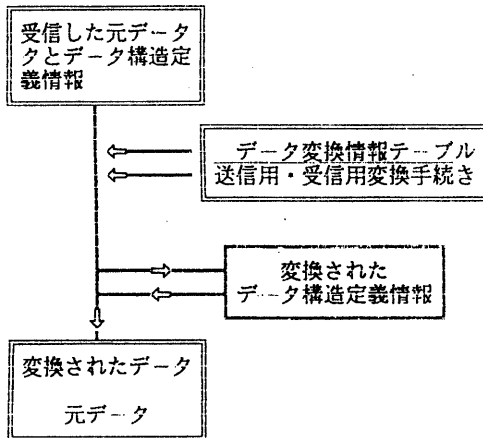 受信した元データ
タとデータ構造定
義情報
データ変換情報テーブル
送信用・受信用変換手続き
変換された
データ構造定義情報
変換されたデータ
元データ